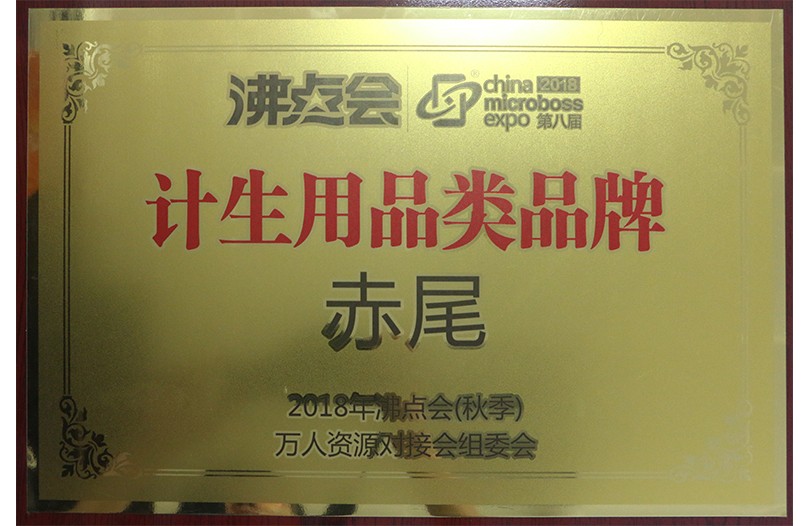 沸点会 ® china 2018
microboss
expo 第八届
计生用品类品牌
赤尾
2018年沸点会(秋季)
万人资源对接会组委会